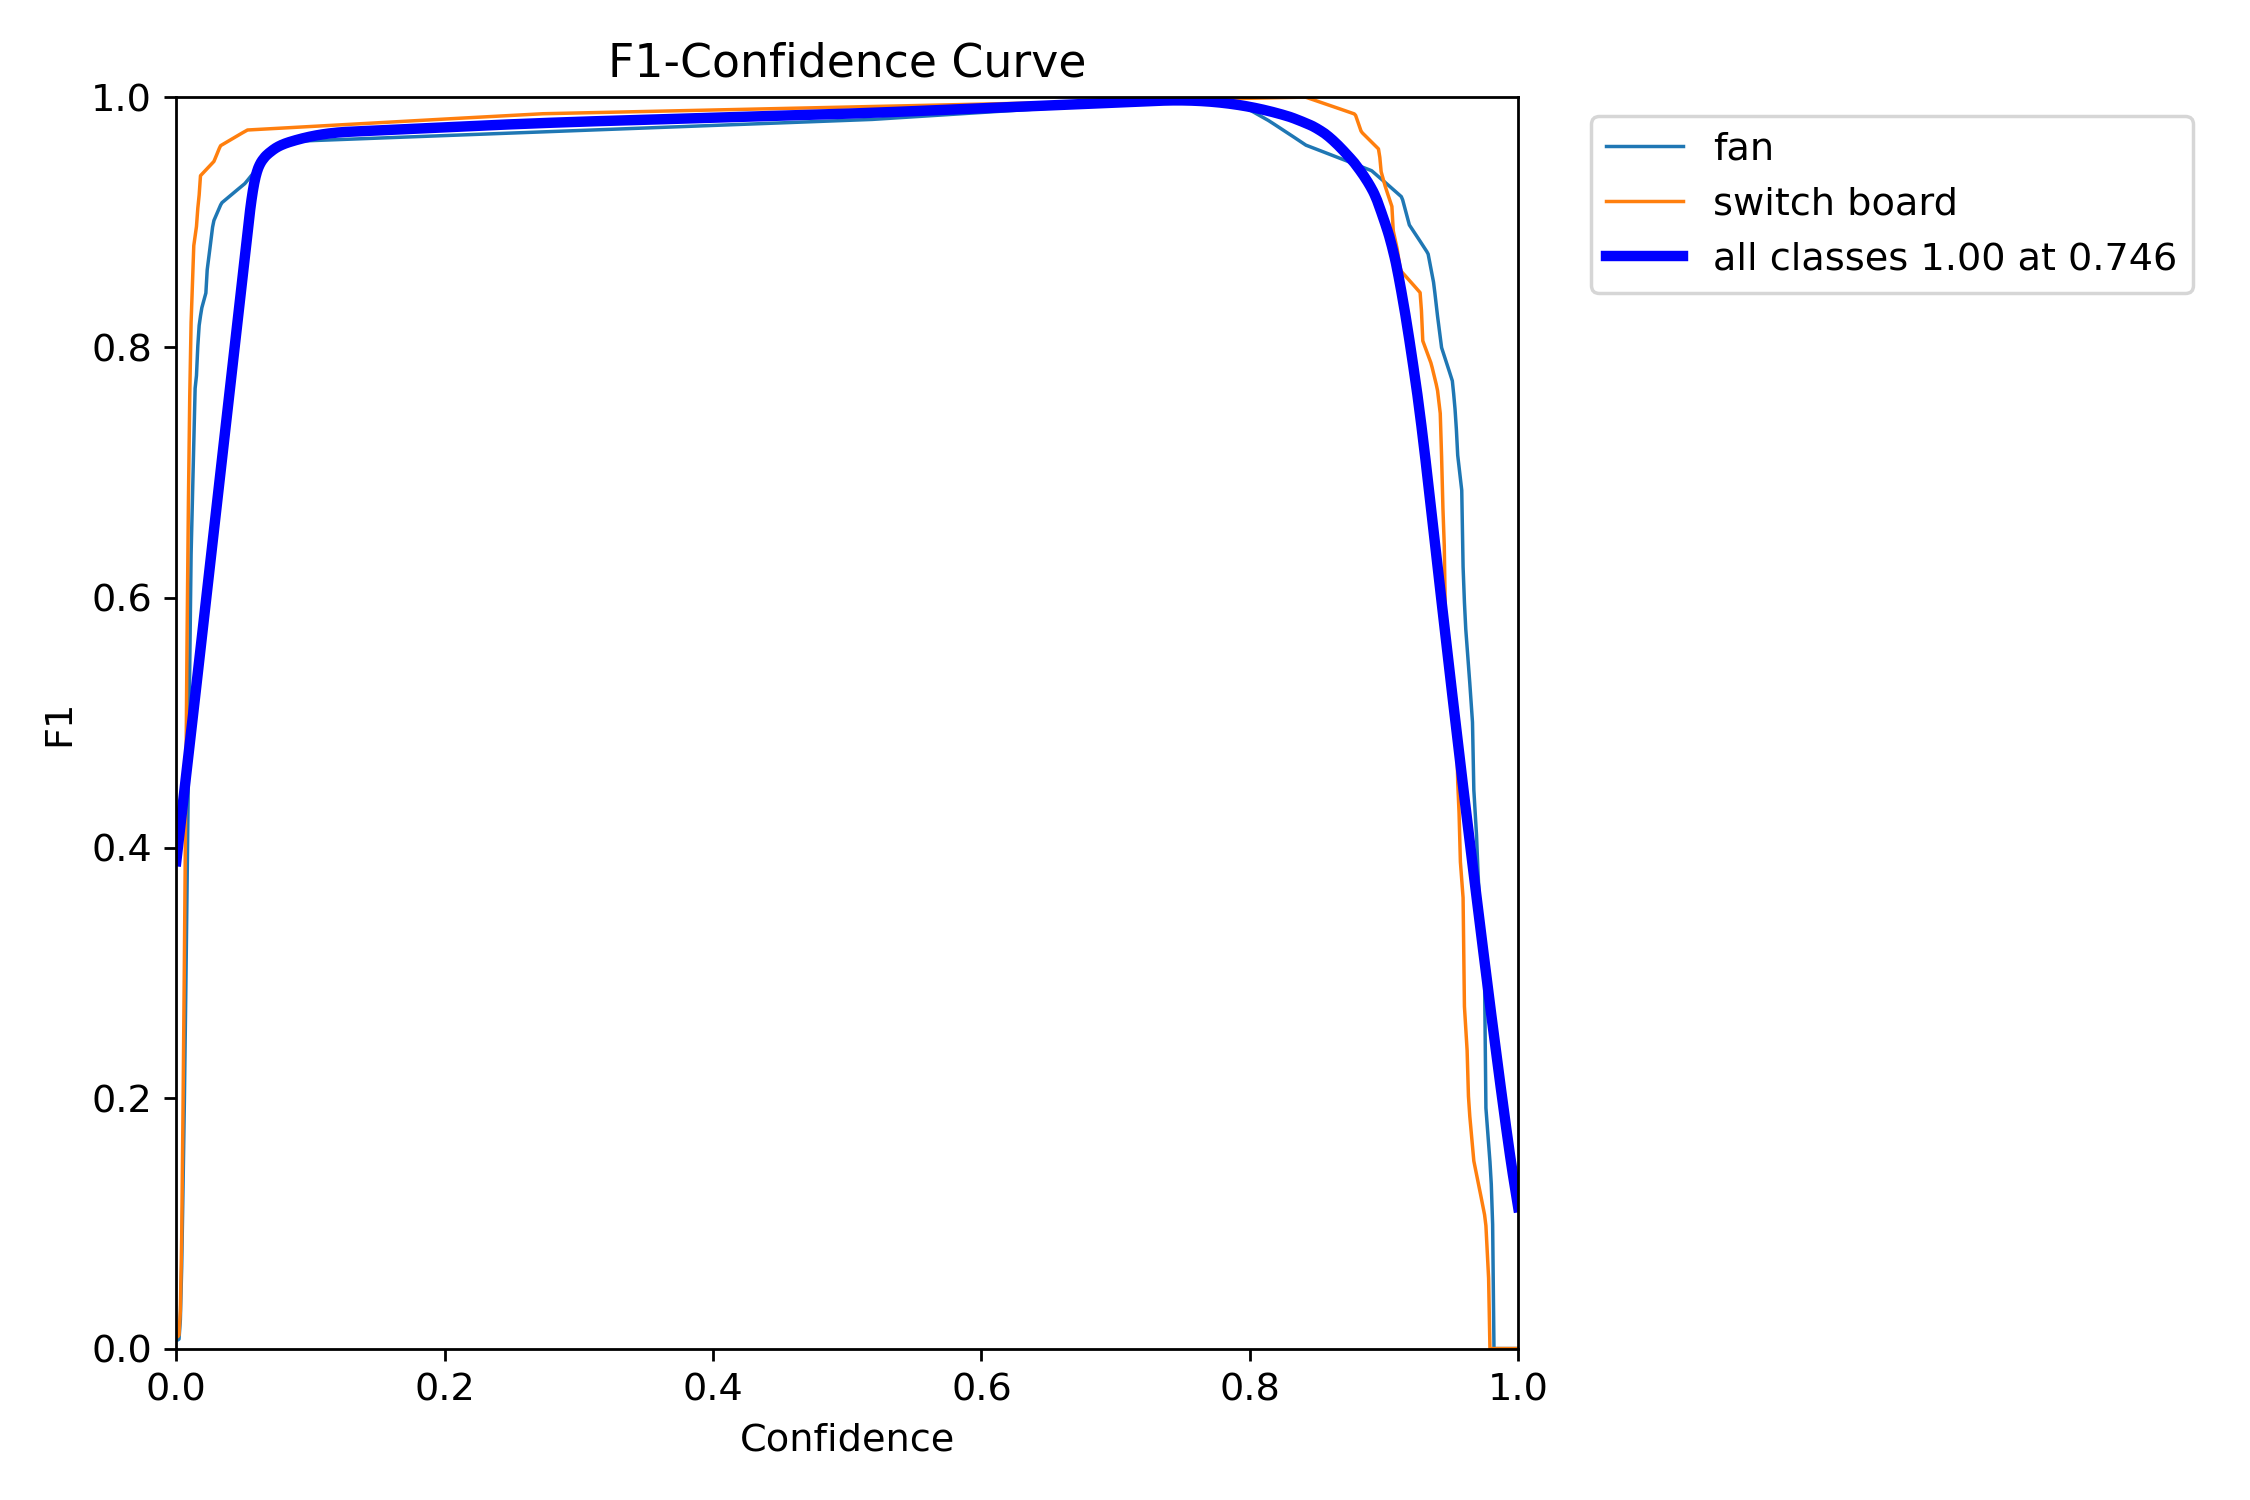 F1-Confidence Curve
1.0
0.8
0.6
0.4
0.2
0.0
F1
0.0 0.2 0.4 0.6 0.8 1.0
Confidence
fan
switch board
all classes 1.00 at 0.746